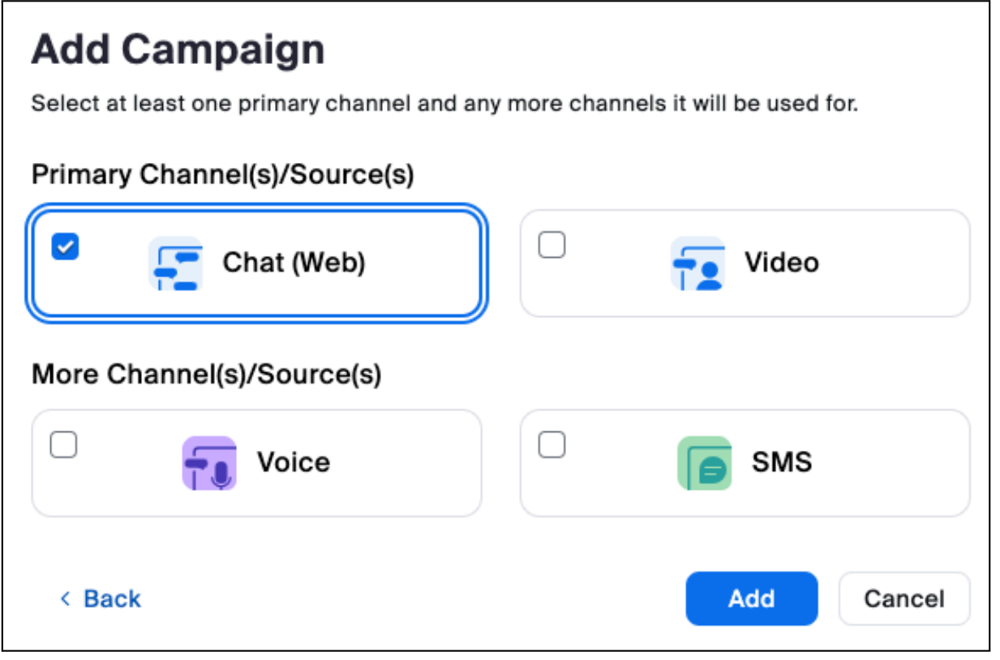 Add Campaign
Select at least one primary channel and any more channels it will be used for.
Primary Channel(s)/Source(s)
Chat (Web)
Video
More Channel(s)/Source(s)
Voice
SMS
Back
Add
Cancel